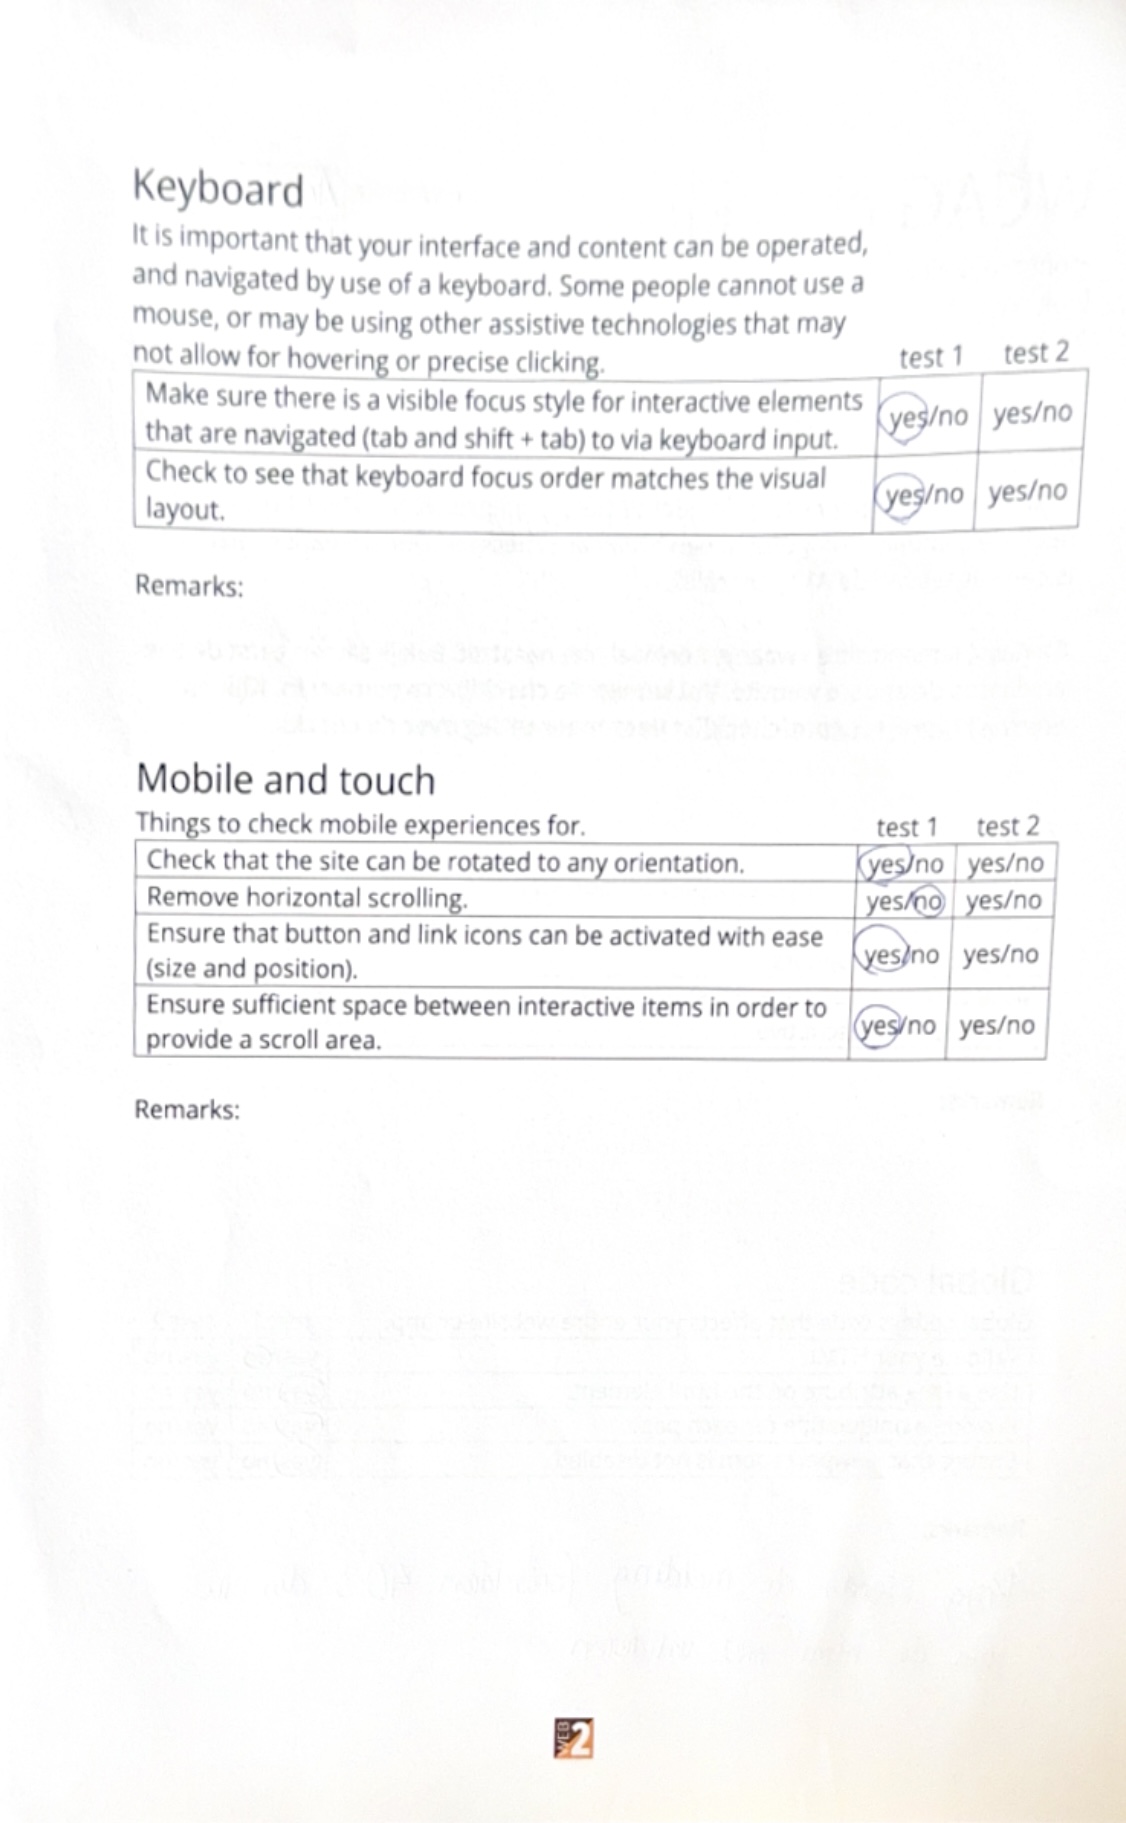 Keyboard
It is important that your interface and content can be operated,
and navigated by use of a keyboard. Some people cannot use a
mouse, or may be using other assistive technologies that may
not allow for hovering or precise clicking. test 1 test 2
Make sure there is a visible focus style for interactive elements
that are navigated (tab and shift + tab) to via keyboard input. yes/no yes/no
Check to see that keyboard focus order matches the visual
layout. yes/no yes/no
Remarks:
Mobile and touch
Things to check mobile experiences for. test 1 test 2
Check that the site can be rotated to any orientation. yes/no yes/no
Remove horizontal scrolling. yes/no yes/no
Ensure that button and link icons can be activated with ease
(size and position). yes/no yes/no
Ensure sufficient space between interactive items in order to
provide a scroll area. yes/no yes/no
Remarks:
WEB 2